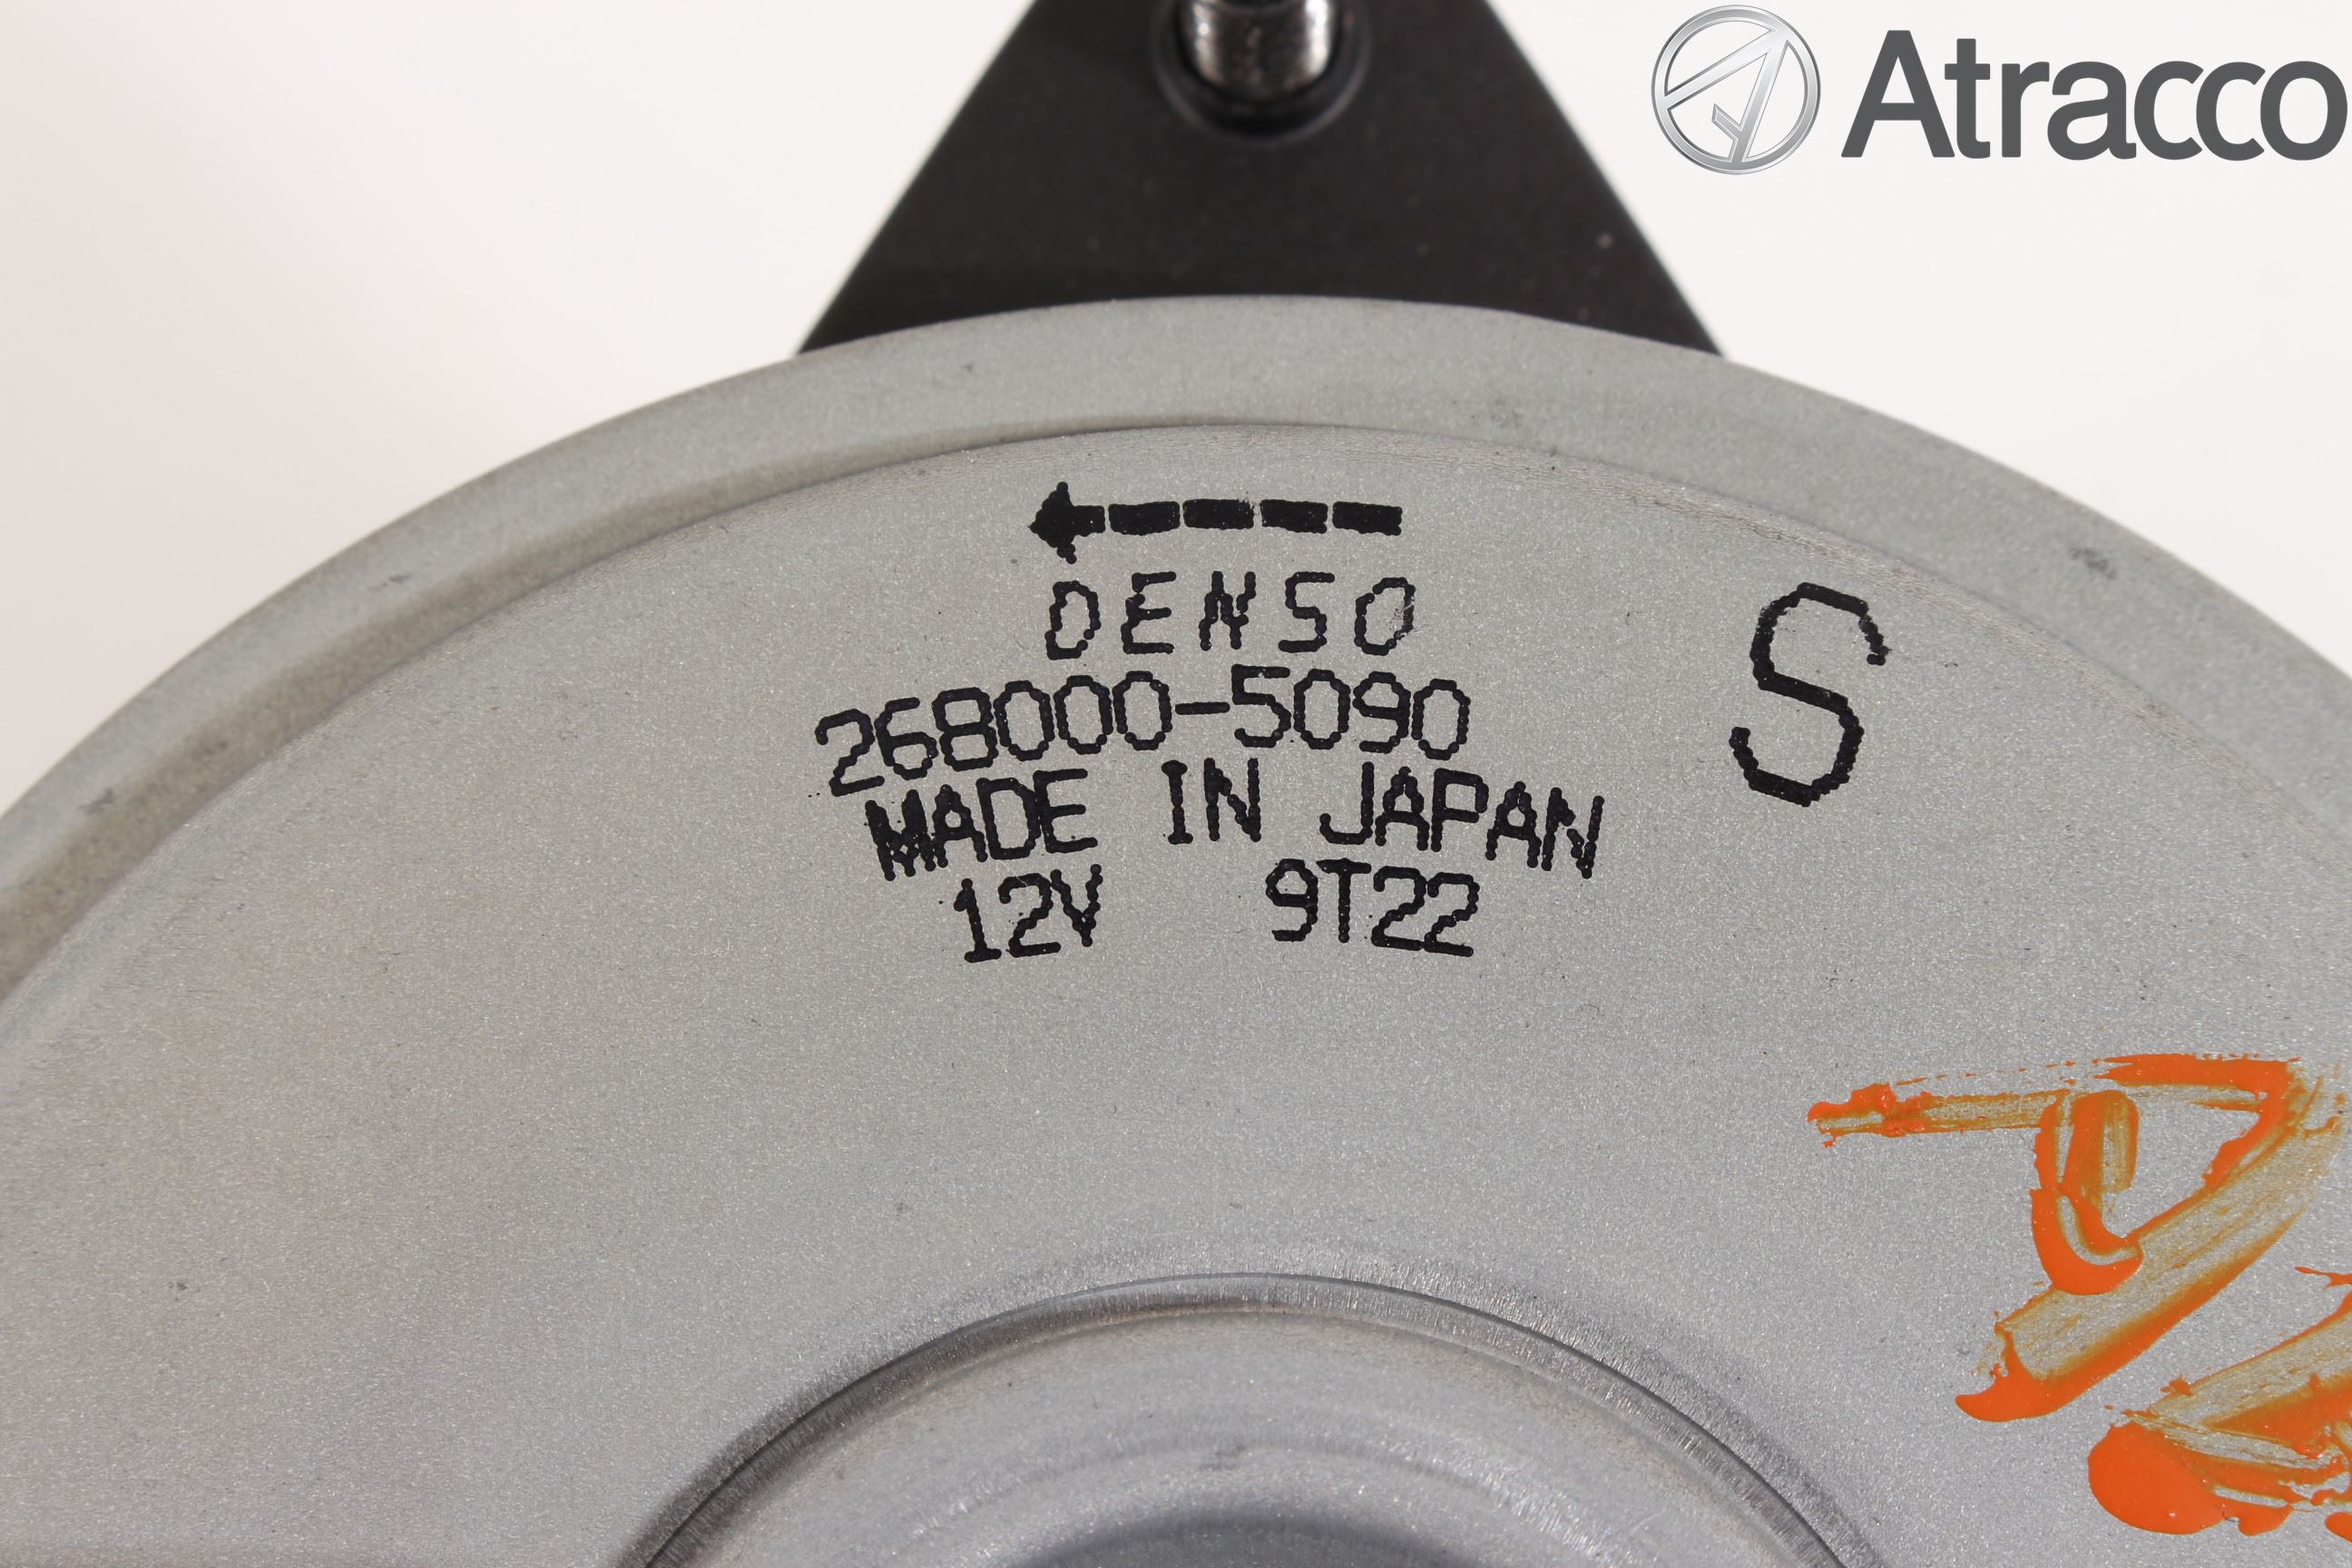 Atracco
DENSO
268000-5090
S
MADE IN JAPAN
12V 9T22